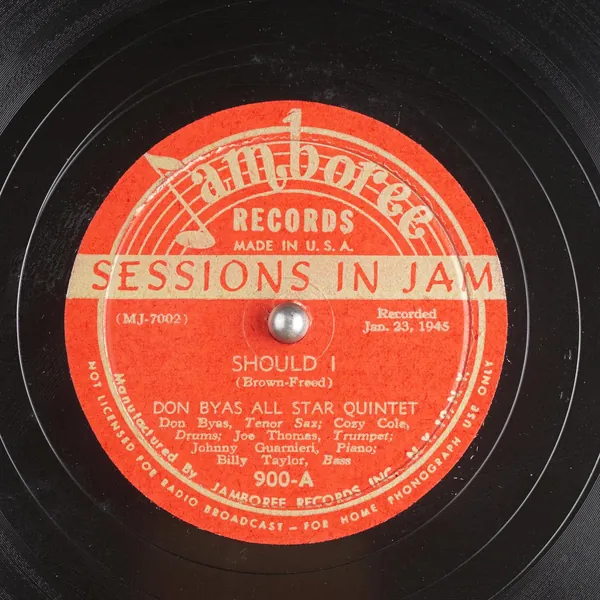 Jamboree
RECORDS
MADE IN U.S.A.
SESSIONS IN JAM
(MJ-7002)
Recorded
Jan. 23, 1945
SHOULD I
(Brown-Freed)
DON BYAS ALL STAR QUINTET
Don Byas, Tenor Sax; Cozy Cole,
Drums; Joe Thomas, Trumpet;
Johnny Guarnieri, Piano;
Billy Taylor, Bass
900-A
Manufactured By JAMBOREE RECORDS INC. N.Y. 19, N.Y.
NOT LICENSED FOR RADIO BROADCAST — FOR HOME PHONOGRAPH USE ONLY